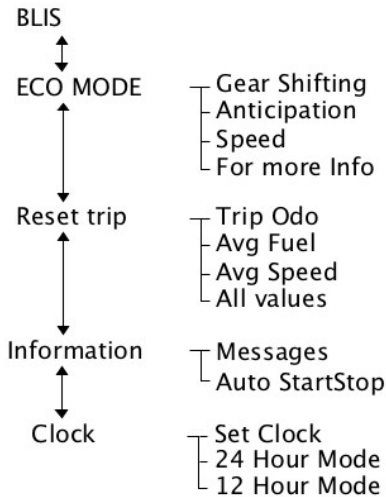 BLIS
ECO MODE
Gear Shifting
Anticipation
Speed
For more Info
Reset trip
Trip Odo
Avg Fuel
Avg Speed
All values
Information
Messages
Auto StartStop
Clock
Set Clock
24 Hour Mode
12 Hour Mode